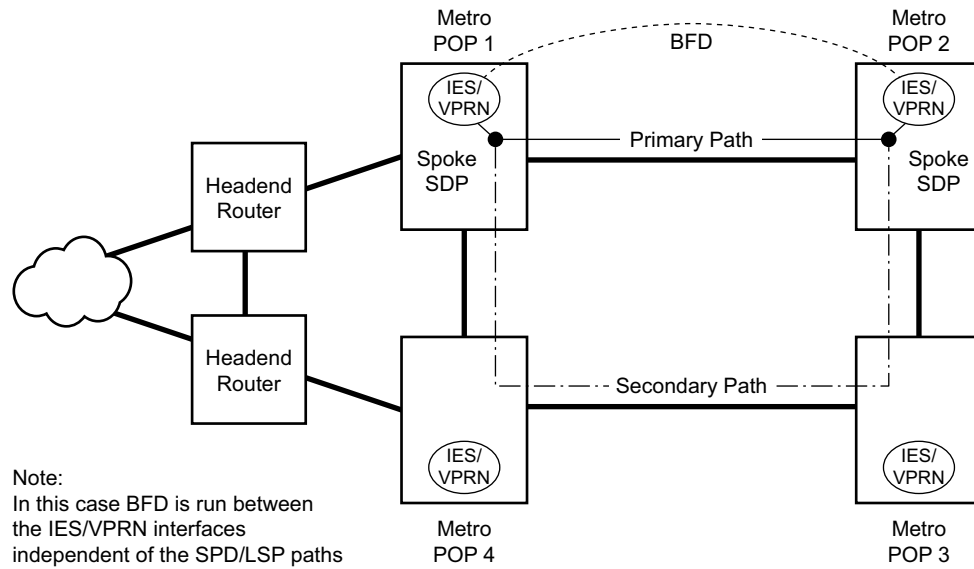 Metro
POP 1
Metro
POP 2
BFD
IES/
VPRN
IES/
VPRN
Primary Path
Spoke
SDP
Spoke
SDP
Headend
Router
Headend
Router
Secondary Path
IES/
VPRN
IES/
VPRN
Note:
In this case BFD is run between
the IES/VPRN interfaces
independent of the SPD/LSP paths
Metro
POP 4
Metro
POP 3